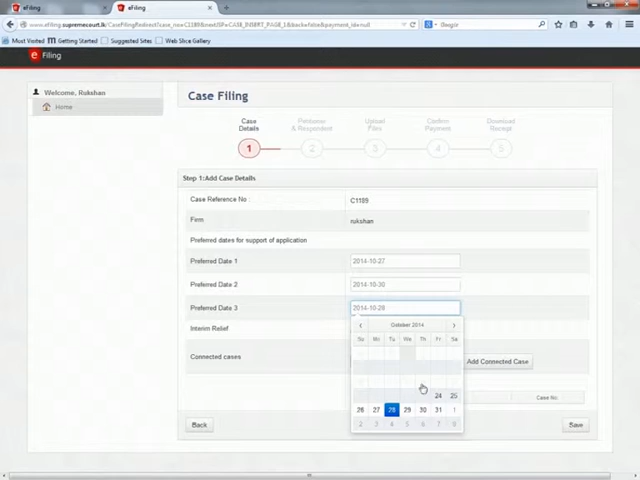 eFiling
eFiling
eFiling.supremecourt.lk
Google
Most Visited
Getting Started
Suggested Sites
Web Slice Gallery
e Filing
Welcome, Rukshan
Home
Case Filing
Case Details
Petitioner & Respondent
Upload Files
Confirm Payment
Download Receipt
1
2
3
4
5
Step 1:Add Case Details
Case Reference No
C1189
Firm
rukshan
Preferred dates for support of application
Preferred Date 1
2014-10-27
Preferred Date 2
2014-10-30
Preferred Date 3
2014-10-28
October 2014
Interim Relief
Su Mo Tu We Th Fr Sa
Connected cases
Add Connected Case
24 25
Case No
26 27 28 29 30 31 1
2 3 4 5 6 7 8
Back
Save